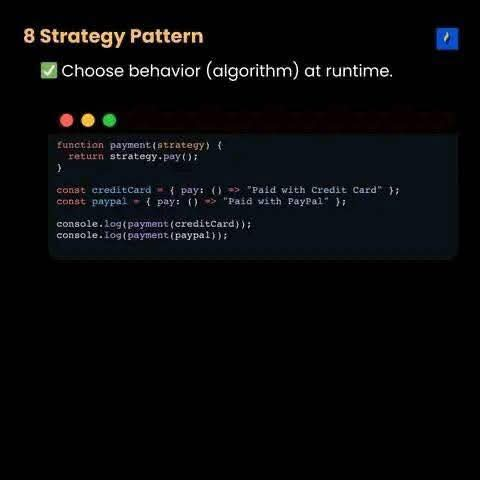 8 Strategy Pattern
✅ Choose behavior (algorithm) at runtime.
function payment(strategy) {
  return strategy.pay();
}

const creditCard = { pay: () => "Paid with Credit Card" };
const paypal = { pay: () => "Paid with PayPal" };

console.log(payment(creditCard));
console.log(payment(paypal));